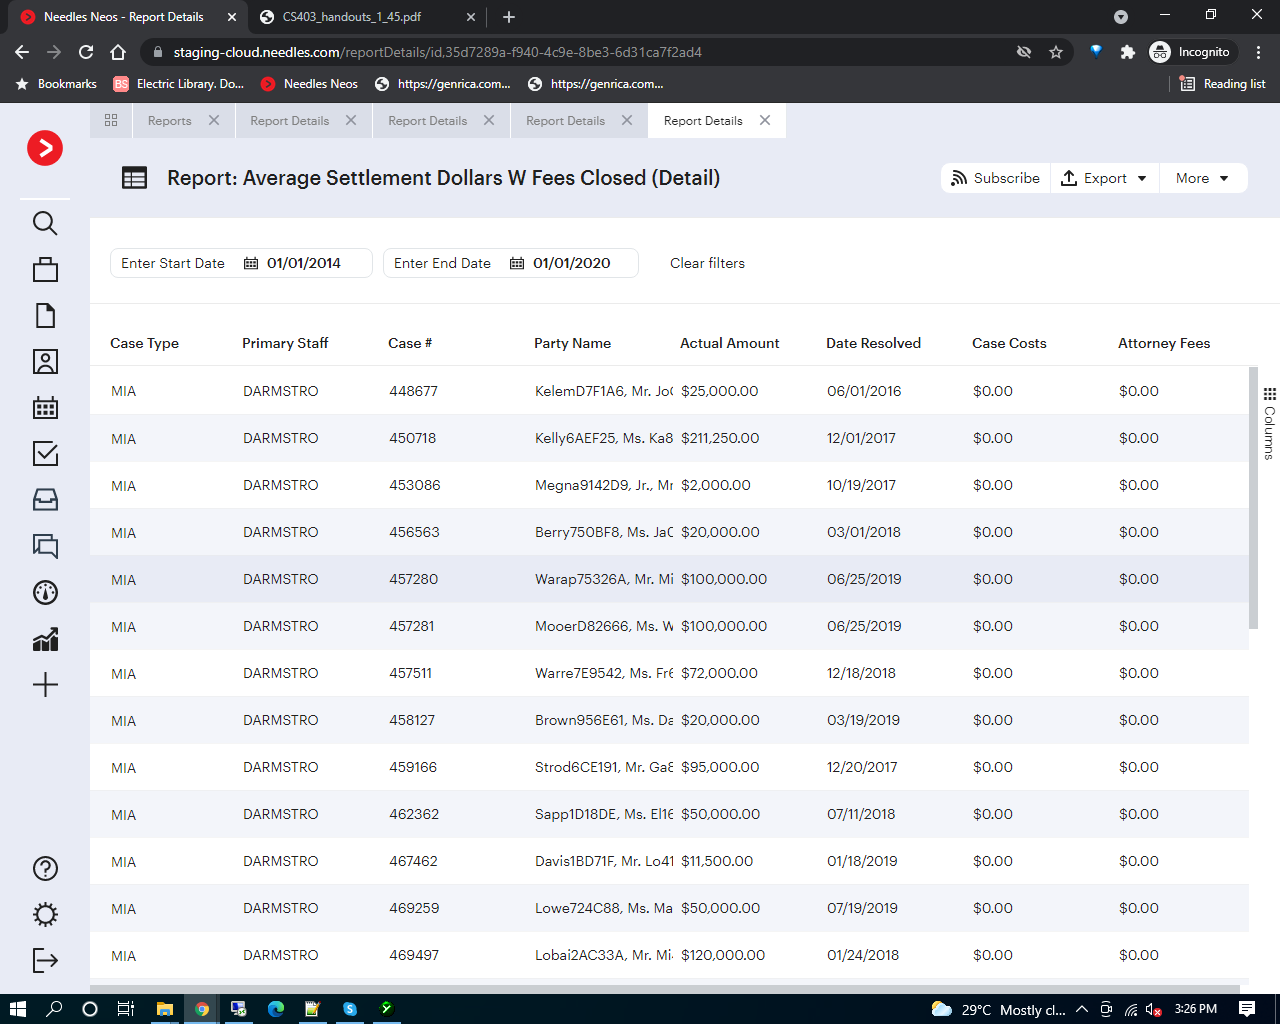 Needles Neos - Report Details
CS403_handouts_1_45.pdf
staging-cloud.needles.com/reportDetails/id.35d7289a-f940-4c9e-8be3-6d31ca7f2ad4
Incognito
Bookmarks
BS Electric Library. Do...
Needles Neos
https://genrica.com...
https://genrica.com...
Reading list
Reports
Report Details
Report Details
Report Details
Report Details
Report: Average Settlement Dollars W Fees Closed (Detail)
Subscribe
Export
More
Enter Start Date 01/01/2014
Enter End Date 01/01/2020
Clear filters
Case Type Primary Staff Case # Party Name Actual Amount Date Resolved Case Costs Attorney Fees
MIA DARMSTRO 448677 KelemD7F1A6, Mr. Jo $25,000.00 06/01/2016 $0.00 $0.00
MIA DARMSTRO 450718 Kelly6AEF25, Ms. Ka8 $211,250.00 12/01/2017 $0.00 $0.00
MIA DARMSTRO 453086 Megna9142D9, Jr., Mr $2,000.00 10/19/2017 $0.00 $0.00
MIA DARMSTRO 456563 Berry750BF8, Ms. Ja $20,000.00 03/01/2018 $0.00 $0.00
MIA DARMSTRO 457280 Warap75326A, Mr. Mi $100,000.00 06/25/2019 $0.00 $0.00
MIA DARMSTRO 457281 MooerD82666, Ms. W $100,000.00 06/25/2019 $0.00 $0.00
MIA DARMSTRO 457511 Warre7E9542, Ms. Fr $72,000.00 12/18/2018 $0.00 $0.00
MIA DARMSTRO 458127 Brown956E61, Ms. Da $20,000.00 03/19/2019 $0.00 $0.00
MIA DARMSTRO 459166 Strod6CE191, Mr. Ga8 $95,000.00 12/20/2017 $0.00 $0.00
MIA DARMSTRO 462362 Sapp1D18DE, Ms. El16 $50,000.00 07/11/2018 $0.00 $0.00
MIA DARMSTRO 467462 Davis1BD71F, Mr. Lo41 $11,500.00 01/18/2019 $0.00 $0.00
MIA DARMSTRO 469259 Lowe724C88, Ms. Ma $50,000.00 07/19/2019 $0.00 $0.00
MIA DARMSTRO 469497 Lobai2AC33A, Mr. Mi $120,000.00 01/24/2018 $0.00 $0.00
Columns
29°C Mostly cl...
3:26 PM